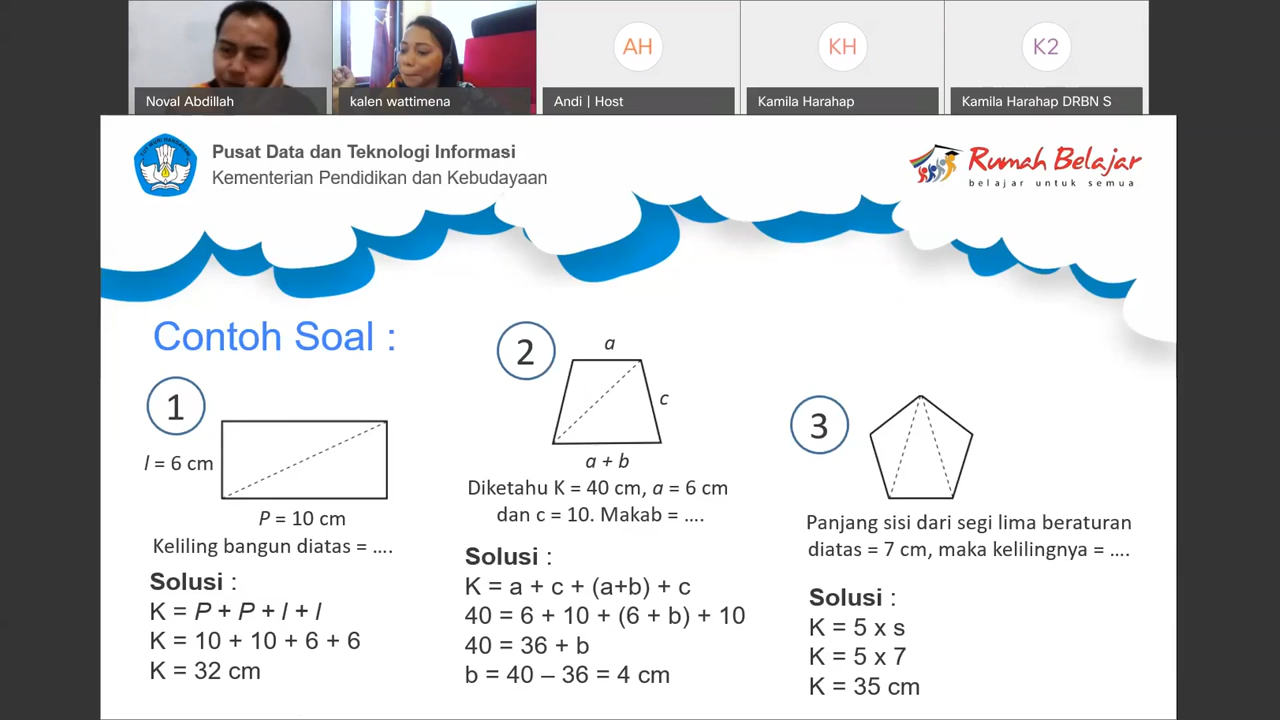 AH
KH
K2
Noval Abdillah
kalen wattimena
Andi | Host
Kamila Harahap
Kamila Harahap DRBN S
Pusat Data dan Teknologi Informasi
Kementerian Pendidikan dan Kebudayaan
Rumah Belajar
belajar untuk semua
Contoh Soal :
1
l = 6 cm
P = 10 cm
Keliling bangun diatas = ....
Solusi :
K = P + P + l + l
K = 10 + 10 + 6 + 6
K = 32 cm
2
a
c
a + b
Diketahu K = 40 cm, a = 6 cm
dan c = 10. Makab = ....
Solusi :
K = a + c + (a+b) + c
40 = 6 + 10 + (6 + b) + 10
40 = 36 + b
b = 40 – 36 = 4 cm
3
Panjang sisi dari segi lima beraturan
diatas = 7 cm, maka kelilingnya = ....
Solusi :
K = 5 x s
K = 5 x 7
K = 35 cm